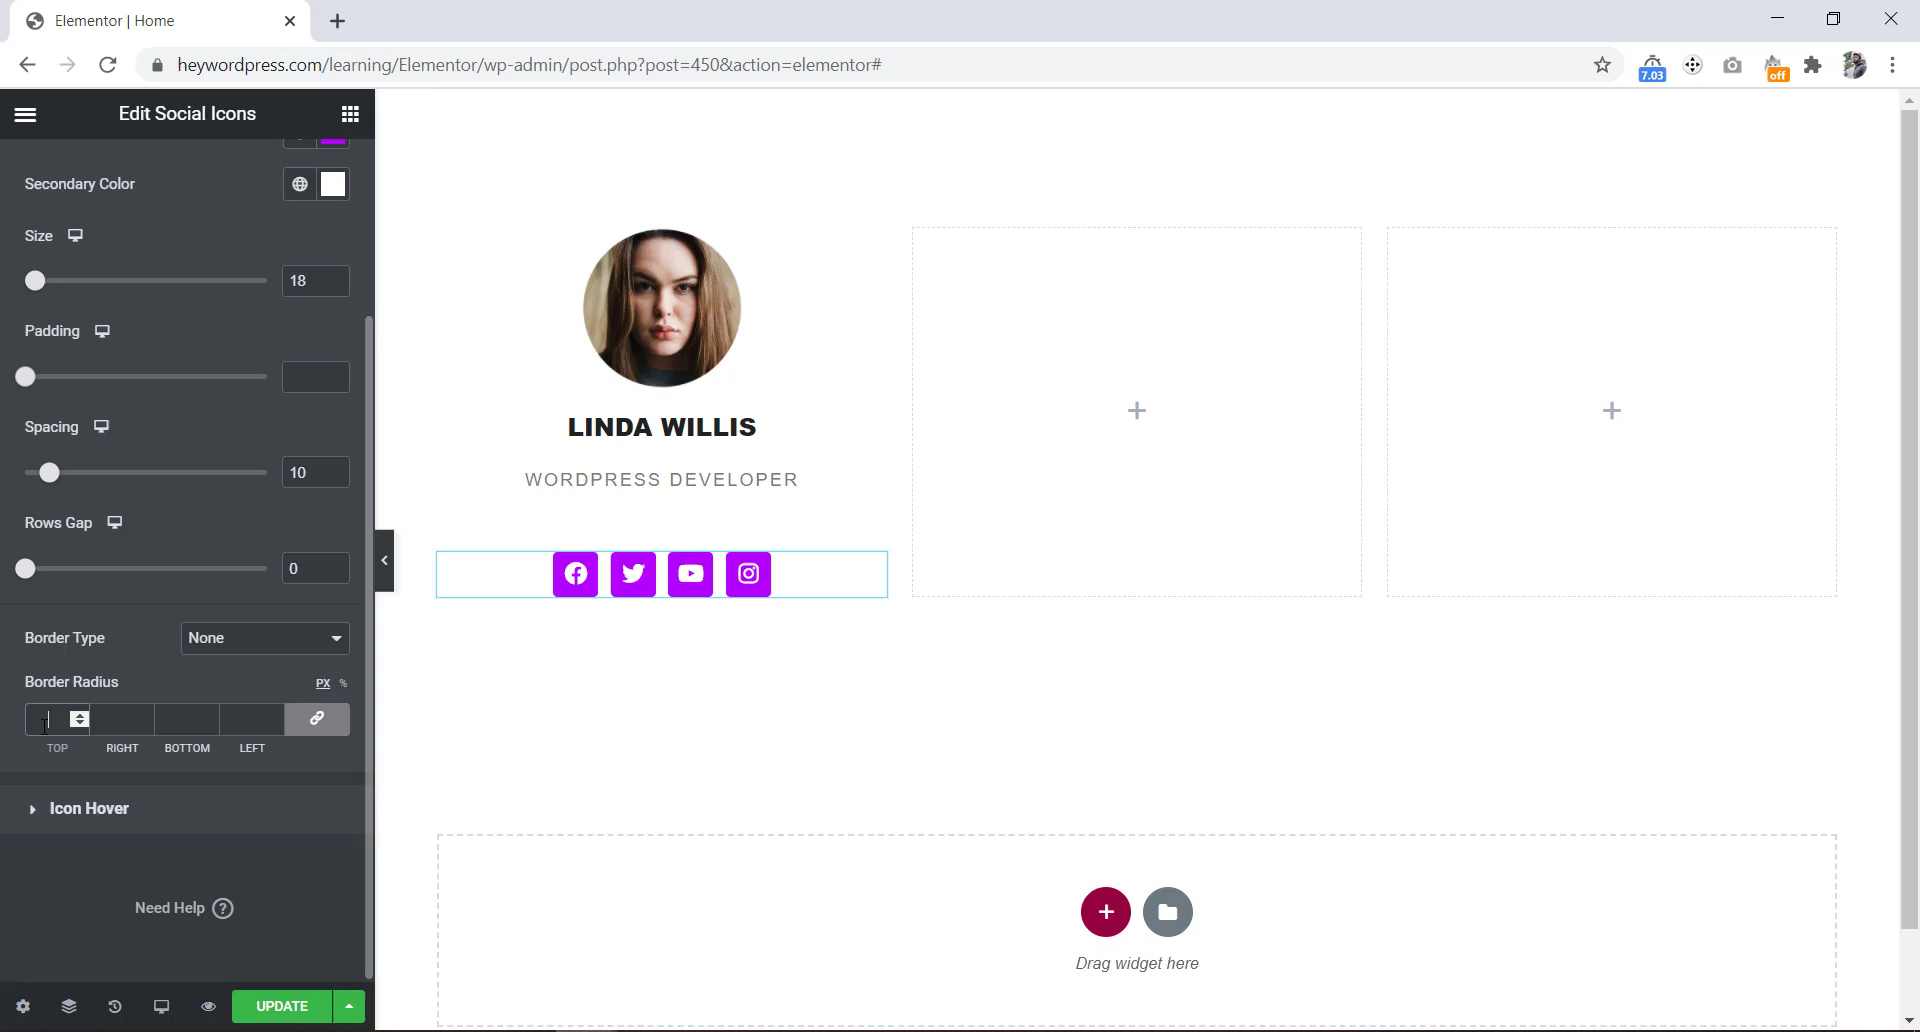 Elementor | Home
heywordpress.com/learning/Elementor/wp-admin/post.php?post=450&action=elementor#
7.03
off
Edit Social Icons
Secondary Color
Size
18
Padding
Spacing
10
Rows Gap
0
Border Type
None
Border Radius
PX %
TOP RIGHT BOTTOM LEFT
Icon Hover
Need Help ?
UPDATE
LINDA WILLIS
WORDPRESS DEVELOPER
Drag widget here